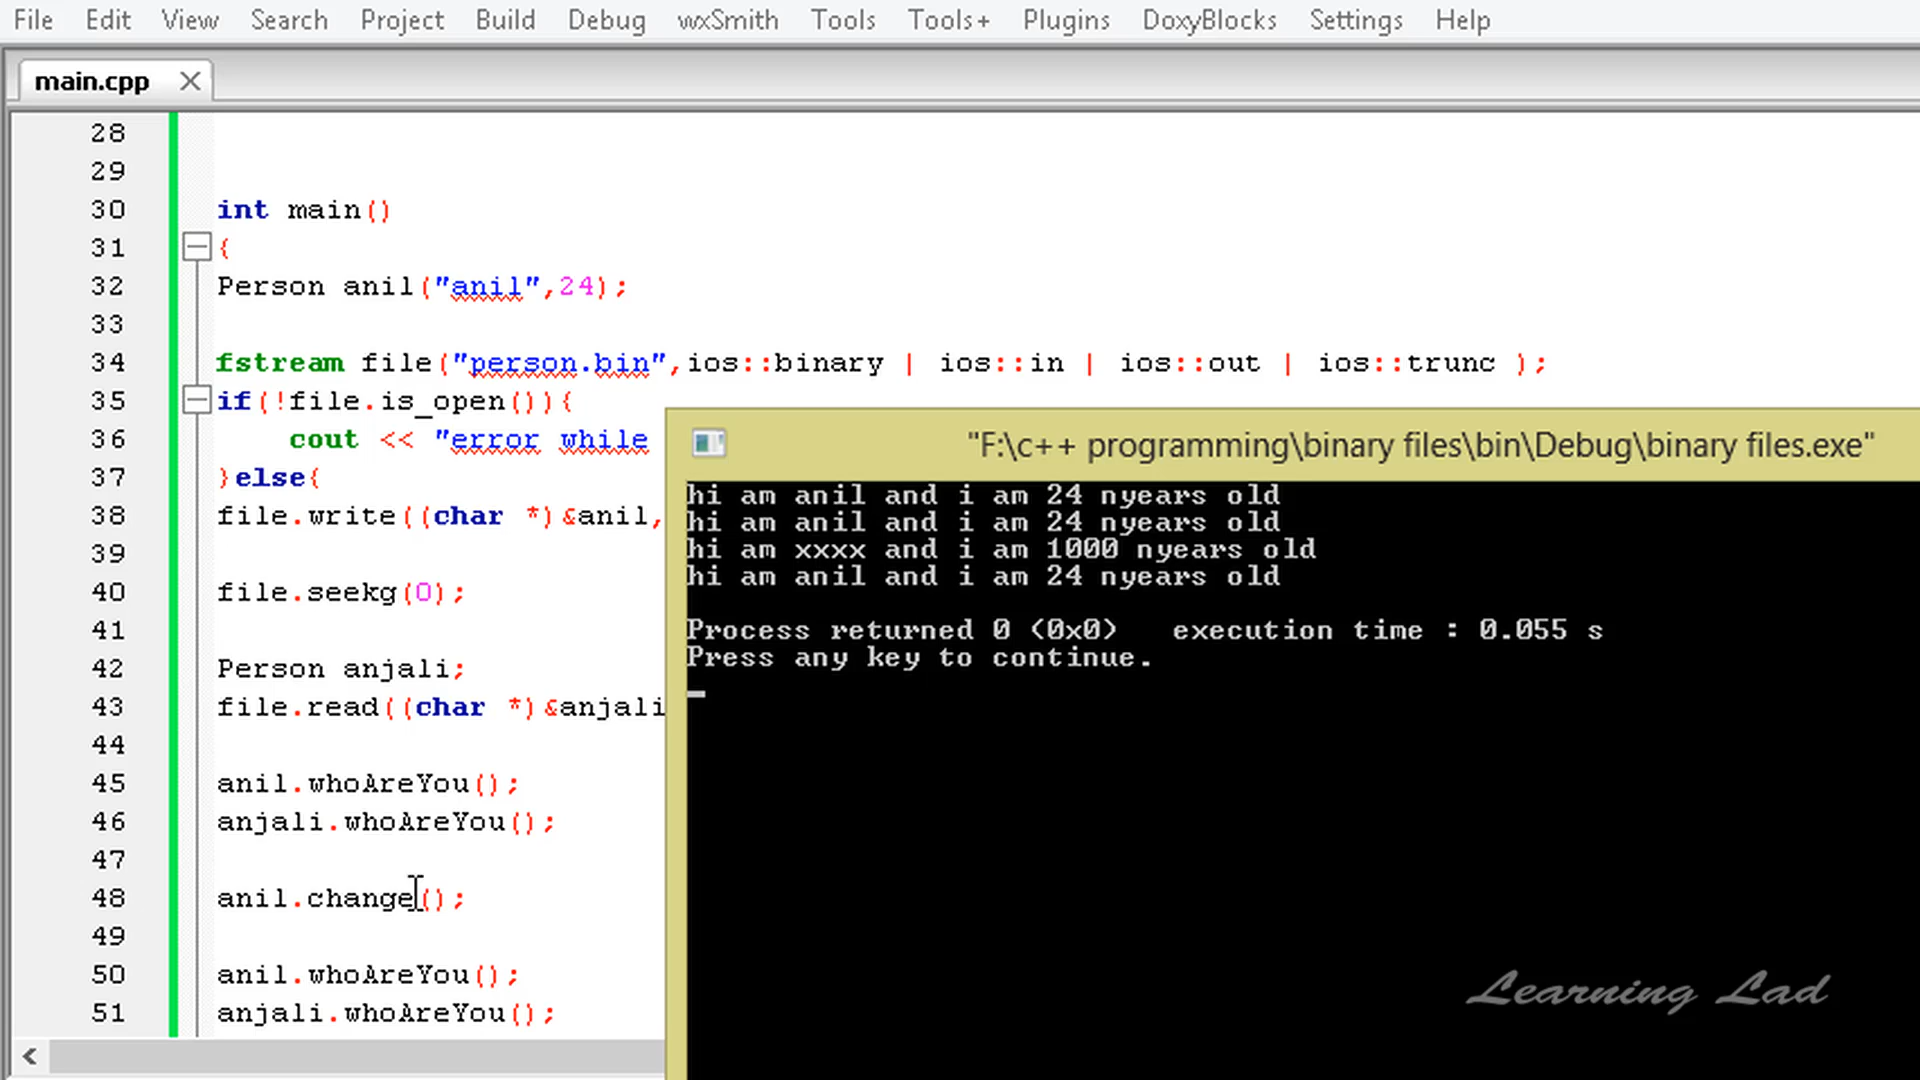 File Edit View Search Project Build Debug wxSmith Tools Tools+ Plugins DoxyBlocks Settings Help
main.cpp
28
29
30 int main()
31 {
32 Person anil("anil",24);
33
34 fstream file("person.bin",ios::binary | ios::in | ios::out | ios::trunc );
35 if(!file.is_open()){
36 cout << "error while
37 }else{
38 file.write((char *)&anil,
39
40 file.seekg(0);
41
42 Person anjali;
43 file.read((char *)&anjali
44
45 anil.whoAreYou();
46 anjali.whoAreYou();
47
48 anil.change();
49
50 anil.whoAreYou();
51 anjali.whoAreYou();
"F:\c++ programming\binary files\bin\Debug\binary files.exe"
hi am anil and i am 24 nyears old
hi am anil and i am 24 nyears old
hi am xxxx and i am 1000 nyears old
hi am anil and i am 24 nyears old
Process returned 0 (0x0) execution time : 0.055 s
Press any key to continue.
Learning Lad